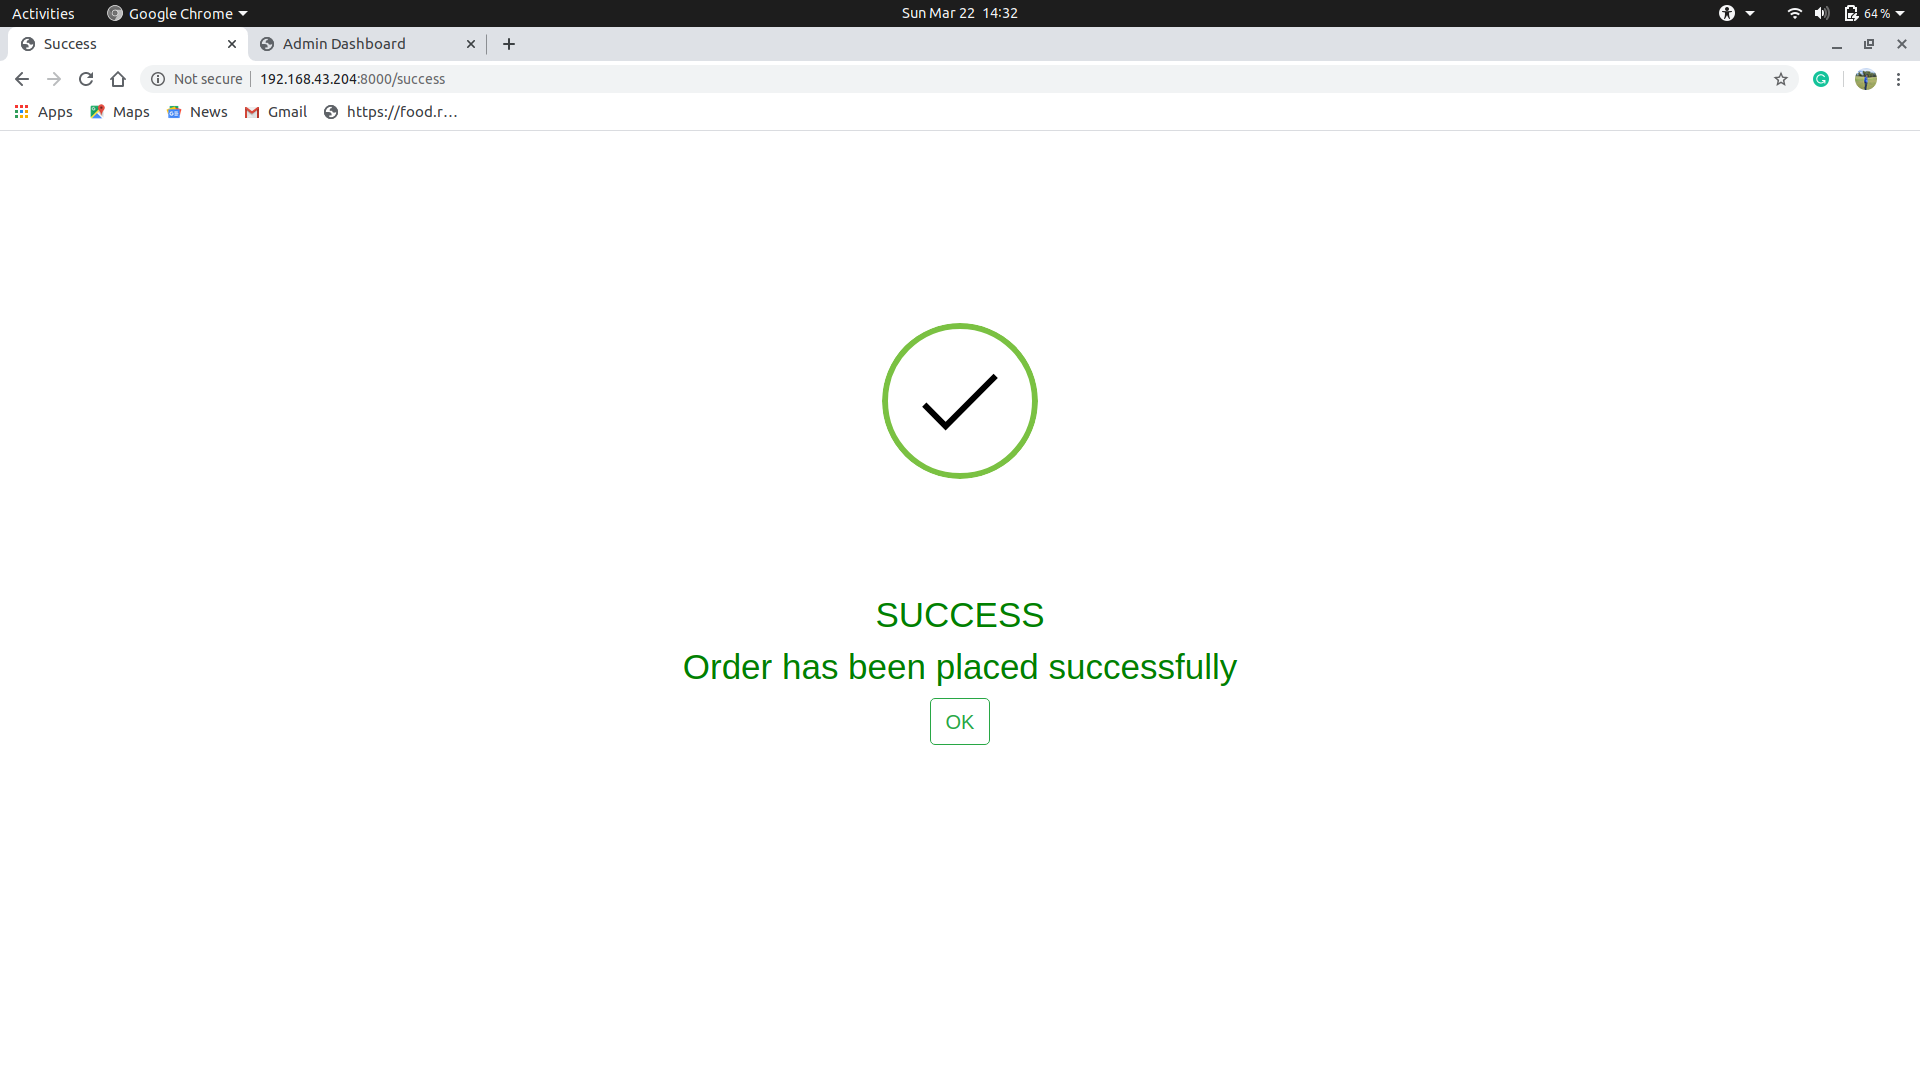 Activities Google Chrome Sun Mar 22 14:32 64 %
Success Admin Dashboard
Not secure 192.168.43.204:8000/success
Apps Maps News Gmail https://food.r...
SUCCESS
Order has been placed successfully
OK